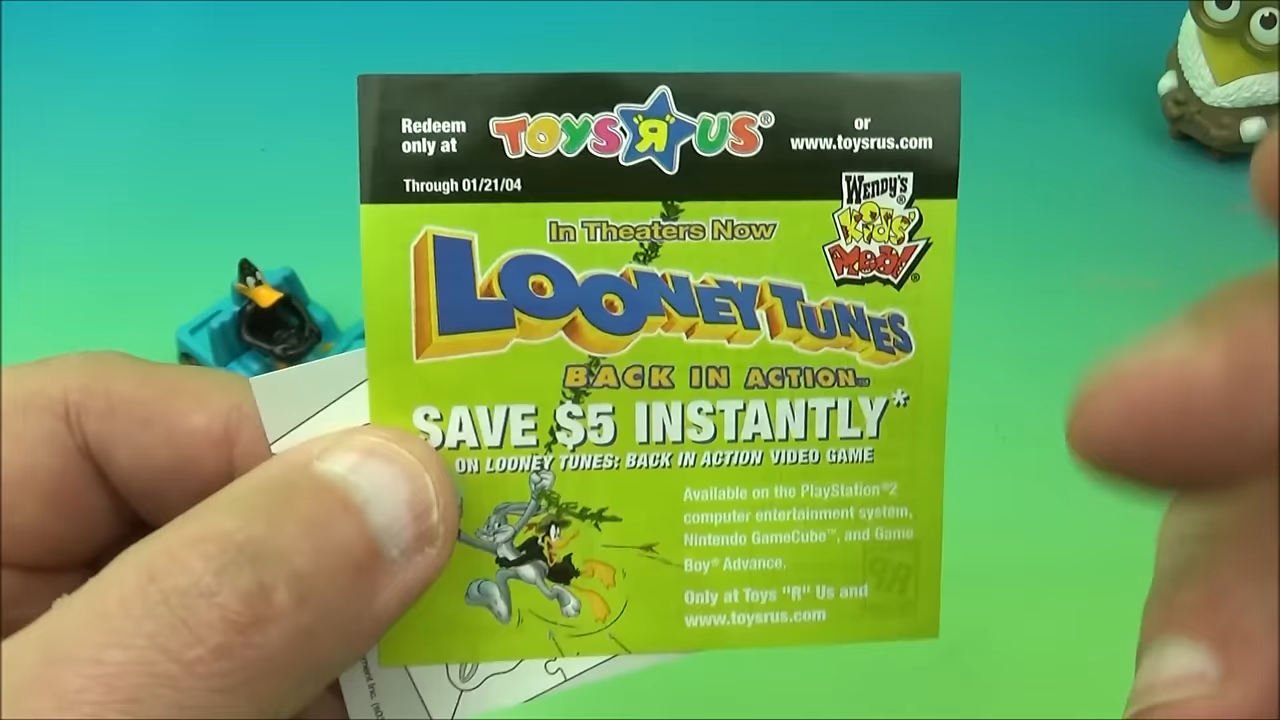 Redeem
only at
TOYS "R" US®
or
www.toysrus.com
Through 01/21/04
WENDY'S®
Kids'
Meal®
In Theaters Now
LOONEY TUNES
BACK IN ACTION™
SAVE $5 INSTANTLY*
ON LOONEY TUNES: BACK IN ACTION VIDEO GAME
Available on the PlayStation®2
computer entertainment system,
Nintendo GameCube™, and Game
Boy® Advance.
Only at Toys "R" Us and
www.toysrus.com